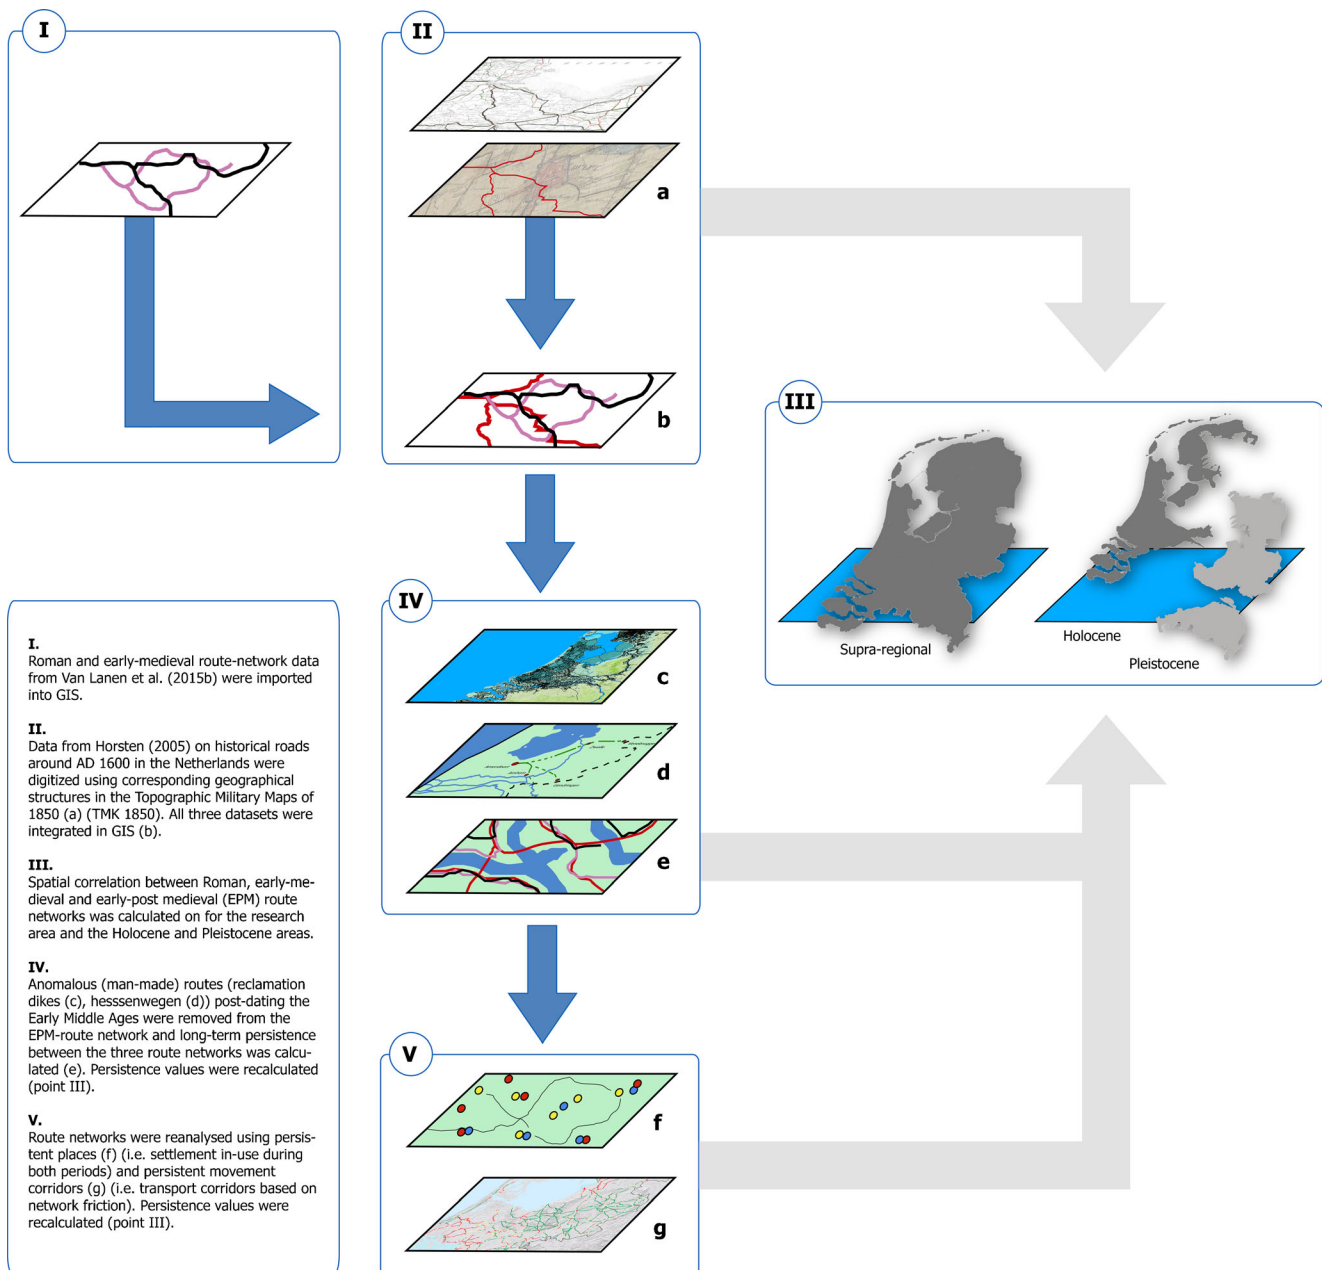 I
II
a
b
III
Supra-regional
Holocene
Pleistocene
IV
c
d
e
V
f
g
I.
Roman and early-medieval route-network data
from Van Lanen et al. (2015b) were imported
into GIS.
II.
Data from Horsten (2005) on historical roads
around AD 1600 in the Netherlands were
digitized using corresponding geographical
structures in the Topographic Military Maps of
1850 (a) (TMK 1850). All three datasets were
integrated in GIS (b).
III.
Spatial correlation between Roman, early-me-
dieval and early-post medieval (EPM) route
networks was calculated on for the research
area and the Holocene and Pleistocene areas.
IV.
Anomalous (man-made) routes (reclamation
dikes (c), hesssenwegen (d)) post-dating the
Early Middle Ages were removed from the
EPM-route network and long-term persistence
between the three route networks was calcu-
lated (e). Persistence values were recalculated
(point III).
V.
Route networks were reanalysed using persis-
tent places (f) (i.e. settlement in-use during
both periods) and persistent movement
corridors (g) (i.e. transport corridors based on
network friction). Persistence values were
recalculated (point III).